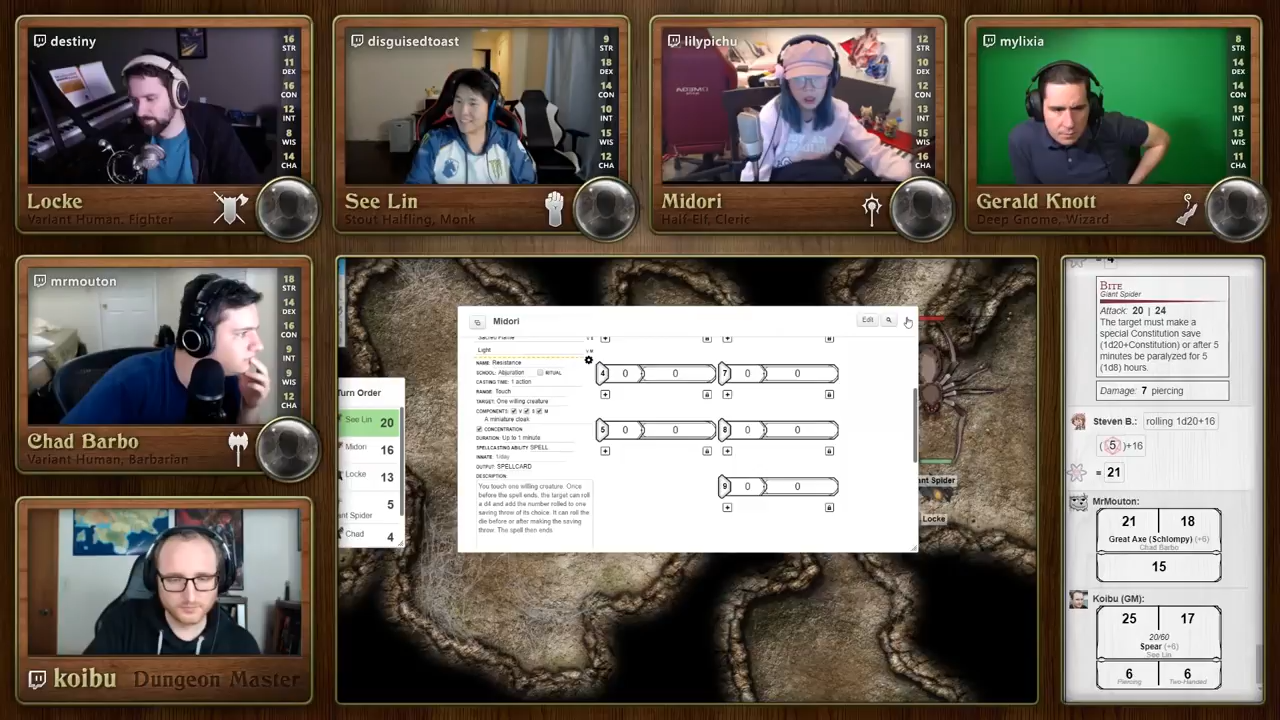 destiny
16
STR
11
DEX
16
CON
12
INT
8
WIS
14
CHA
Locke
Variant Human, Fighter
disguisedtoast
9
STR
18
DEX
14
CON
10
INT
15
WIS
12
CHA
See Lin
Stout Halfling, Monk
lilypichu
12
STR
10
DEX
12
CON
13
INT
15
WIS
16
CHA
Midori
Half-Elf, Cleric
mylixia
8
STR
14
DEX
14
CON
19
INT
13
WIS
11
CHA
Gerald Knott
Deep Gnome, Wizard
mrmouton
18
STR
14
DEX
16
CON
9
INT
9
WIS
12
CHA
Chad Barbo
Variant Human, Barbarian
koibu Dungeon Master
Turn Order
See Lin 20
Midori 16
Locke 13
5
ant Spider
Chad 4
Midori
Edit
Sacred Flame
Light
V M
NAME: Resistance
SCHOOL: Abjuration RITUAL
CASTING TIME: 1 action
RANGE: Touch
TARGET: One willing creature
COMPONENTS: V S M
A miniature cloak
CONCENTRATION
DURATION: Up to 1 minute
SPELLCASTING ABILITY SPELL
INNATE: 1/day
OUTPUT: SPELLCARD
DESCRIPTION:
You touch one willing creature. Once
before the spell ends, the target can roll
a d4 and add the number rolled to one
saving throw of its choice. It can roll the
die before or after making the saving
throw. The spell then ends
4 0 0
7 0 0
5 0 0
8 0 0
9 0 0
ant Spider
Locke
= 4
BITE
Giant Spider
Attack: 20 | 24
The target must make a
special Constitution save
(1d20+Constitution) or after 5
minutes be paralyzed for 5
(1d8) hours.
Damage: 7 piercing
Steven B.: rolling 1d20+16
(5)+16
= 21
MrMouton:
21 18
Great Axe (Schlompy) (+6)
Chad Barbo
15
Koibu (GM):
25 17
20/60
Spear (+6)
See Lin
6 6
Piercing Two-Handed